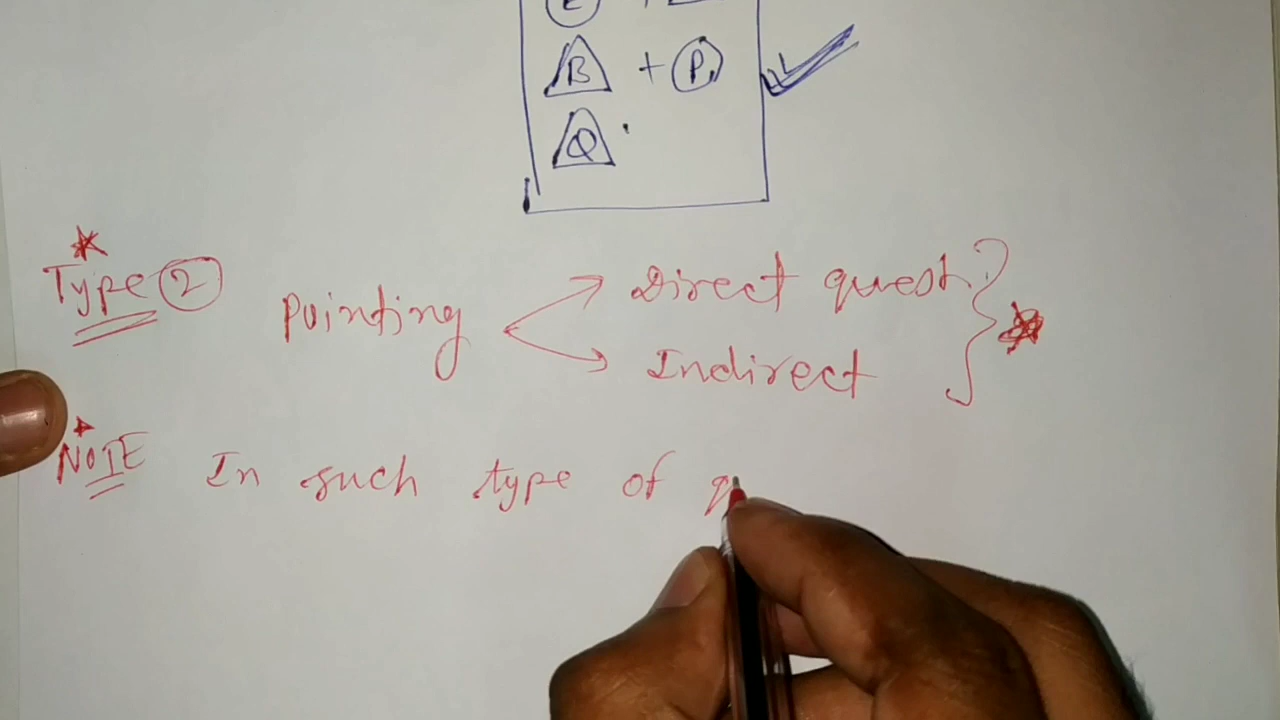 B + P
Q
Type 2
Pointing
Direct quest?
Indirect
NOTE In such type of q